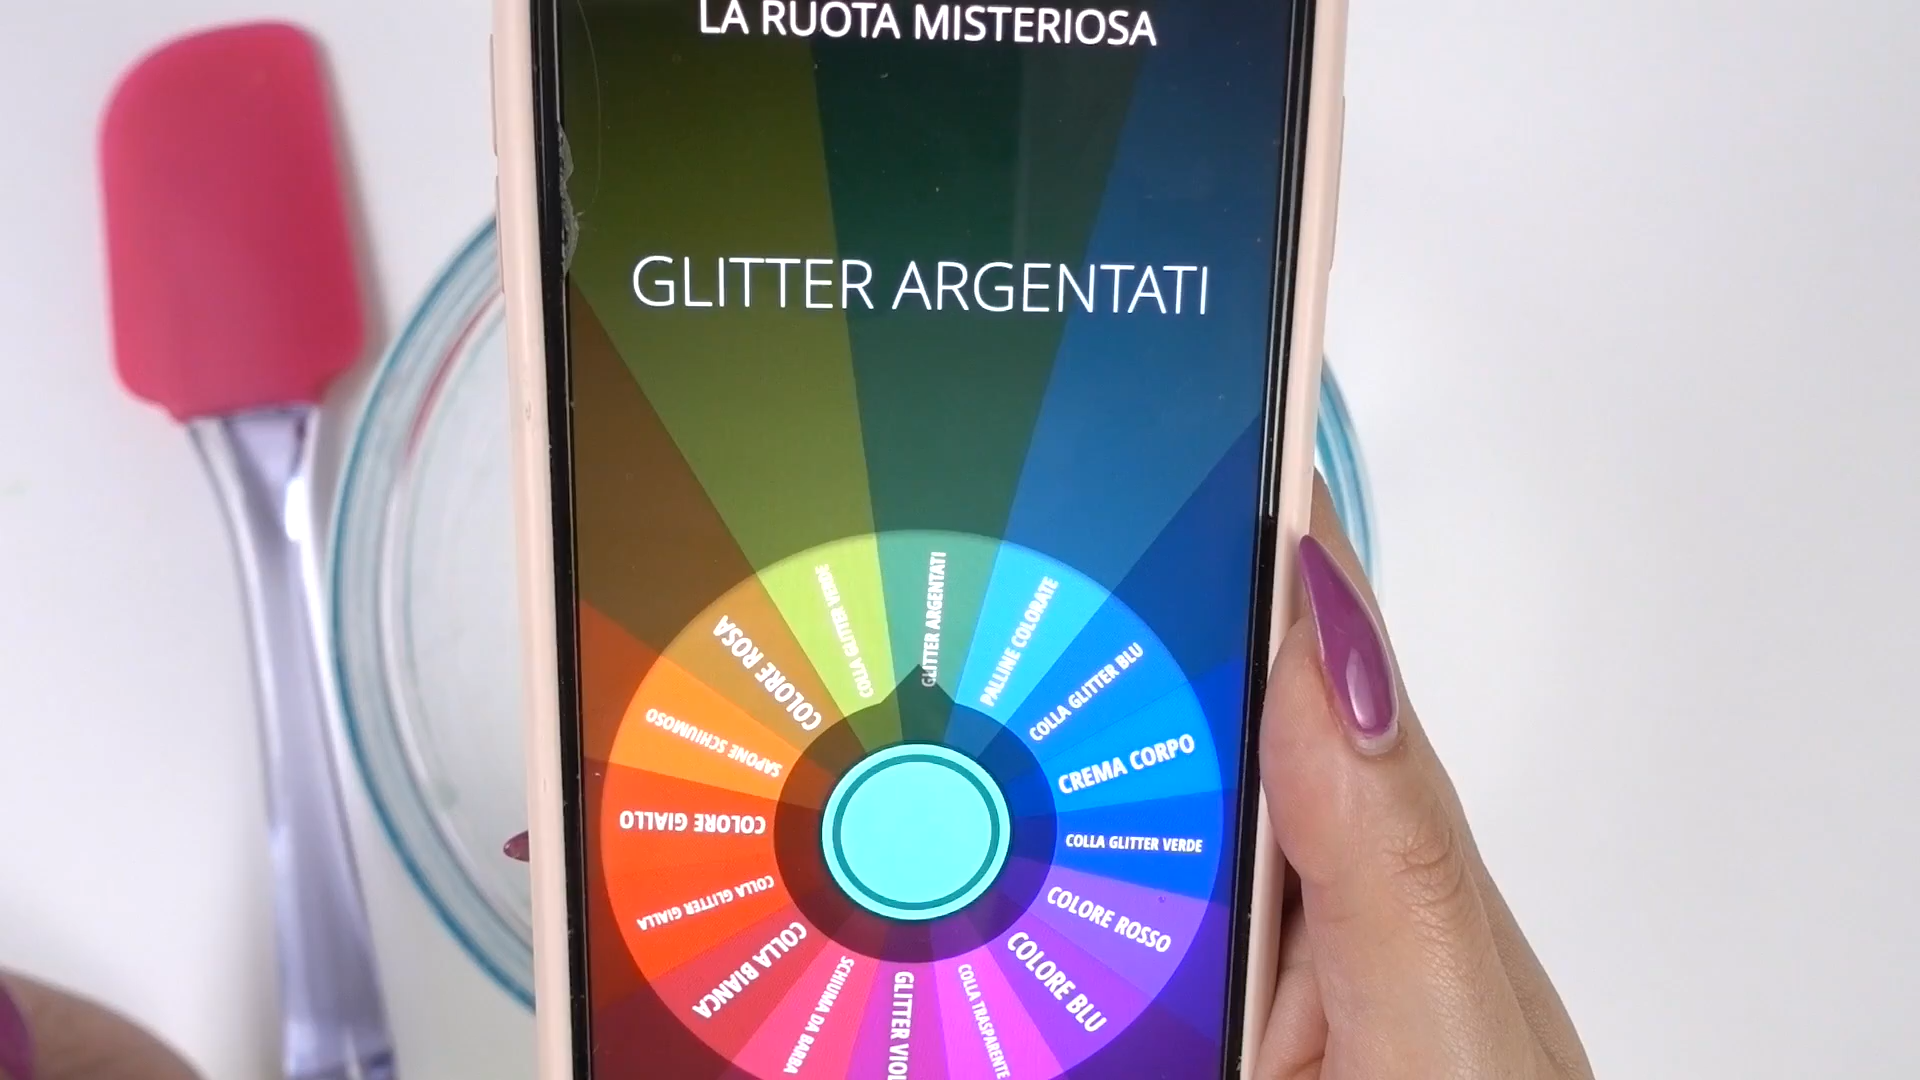 LA RUOTA MISTERIOSA
GLITTER ARGENTATI
GLITTER ARGENTATI
PALLINE COLORATE
COLLA GLITTER BLU
CREMA CORPO
COLLA GLITTER VERDE
COLORE ROSSO
COLORE BLU
COLLA TRASPARENTE
GLITTER VIOL
SCHIUMA DA BARBA
COLLA BIANCA
COLLA GLITTER GIALLA
COLORE GIALLO
SAPONE SCHIUMOSO
COLORE ROSA
COLLA GLITTER VERDE